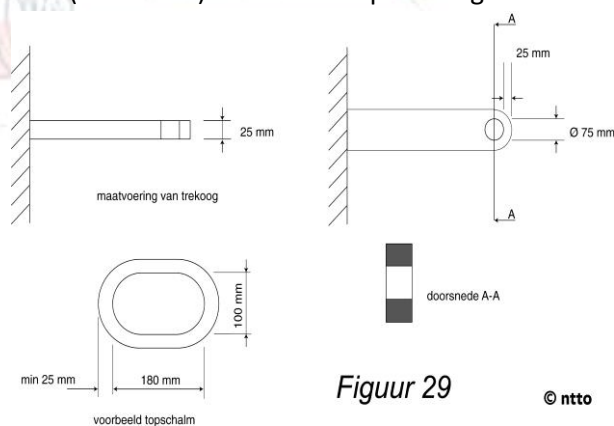 A
25 mm
25 mm
Ø 75 mm
maatvoering van trekoog
A
100 mm
doorsnede A-A
min 25 mm
180 mm
Figuur 29
© ntto
voorbeeld topschalm